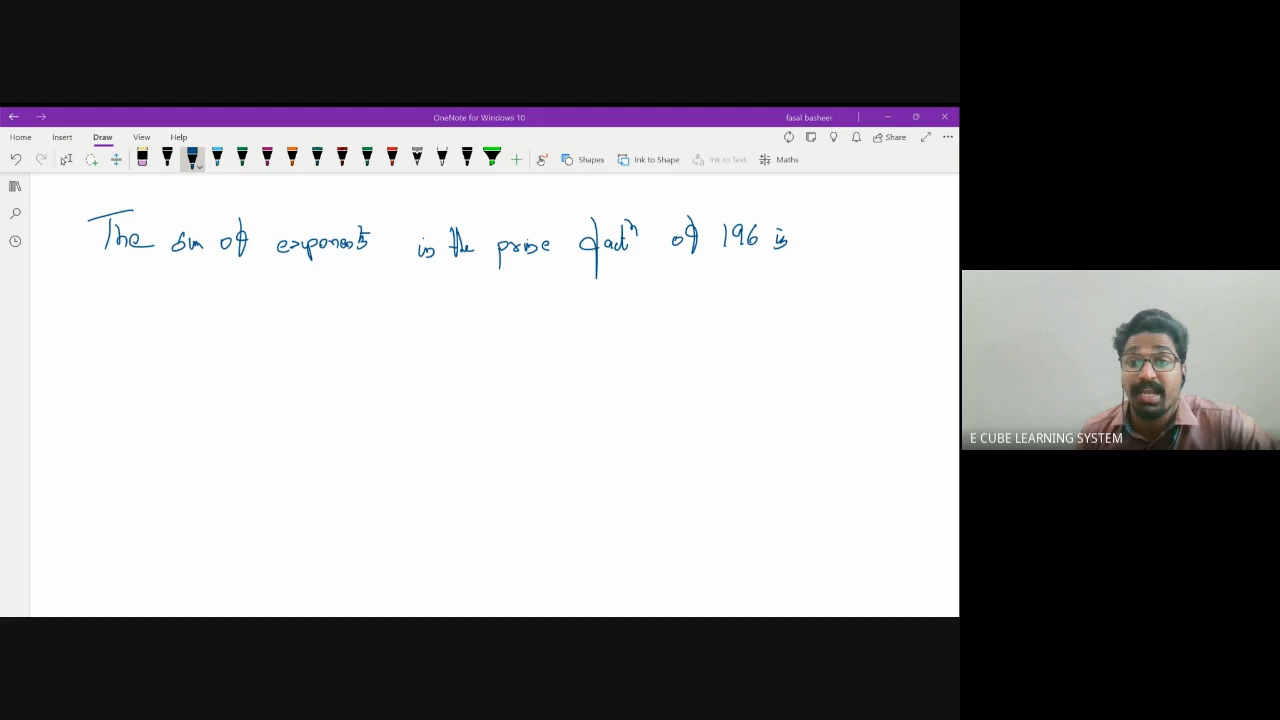 OneNote for Windows 10
fasal basheer
Home Insert Draw View Help
Share
Shapes Ink to Shape Ink to Text Maths
The sum of exponents in the prime factⁿ of 196 is
E CUBE LEARNING SYSTEM